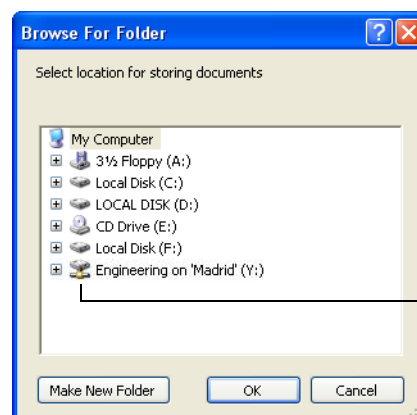 Browse For Folder
Select location for storing documents
My Computer
3½ Floppy (A:)
Local Disk (C:)
LOCAL DISK (D:)
CD Drive (E:)
Local Disk (F:)
Engineering on 'Madrid' (Y:)
Make New Folder OK Cancel